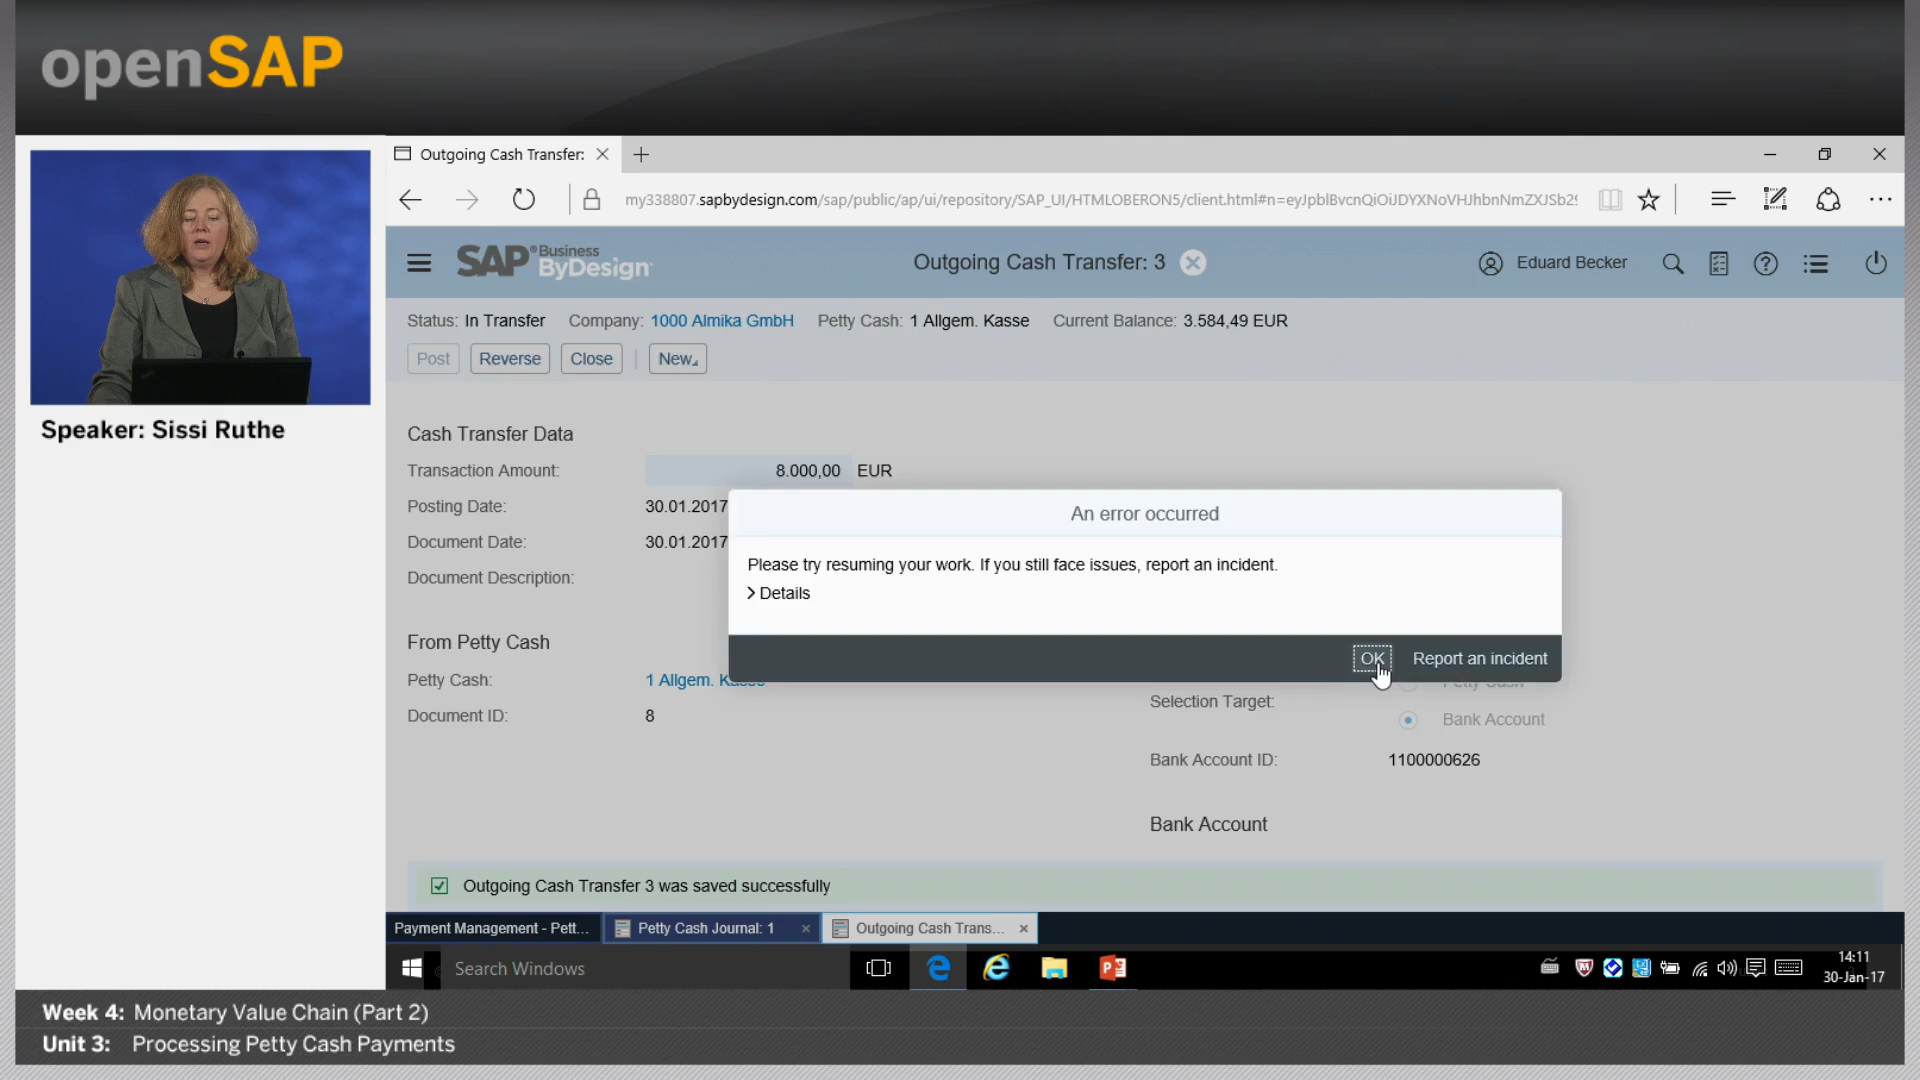 openSAP
Speaker: Sissi Ruthe
Outgoing Cash Transfer:
my338807.sapbydesign.com/sap/public/ap/ui/repository/SAP_UI/HTMLOBERON5/client.html#n=
SAP Business ByDesign
Outgoing Cash Transfer: 3
Eduard Becker
Status: In Transfer Company: 1000 Almika GmbH Petty Cash: 1 Allgem. Kasse Current Balance: 3.584,49 EUR
Post Reverse Close New
Cash Transfer Data
Transaction Amount: 8.000,00 EUR
Posting Date: 30.01.2017
Document Date: 30.01.2017
Document Description:
An error occurred
Please try resuming your work. If you still face issues, report an incident.
Details
OK Report an incident
From Petty Cash
Petty Cash: 1 Allgem. Kasse
Document ID: 8
Petty Cash
Selection Target:
Bank Account
Bank Account ID: 1100000626
Bank Account
Outgoing Cash Transfer 3 was saved successfully
Payment Management - Pett...
Petty Cash Journal: 1
Outgoing Cash Trans...
Search Windows
14:11
30-Jan-17
Week 4: Monetary Value Chain (Part 2)
Unit 3: Processing Petty Cash Payments